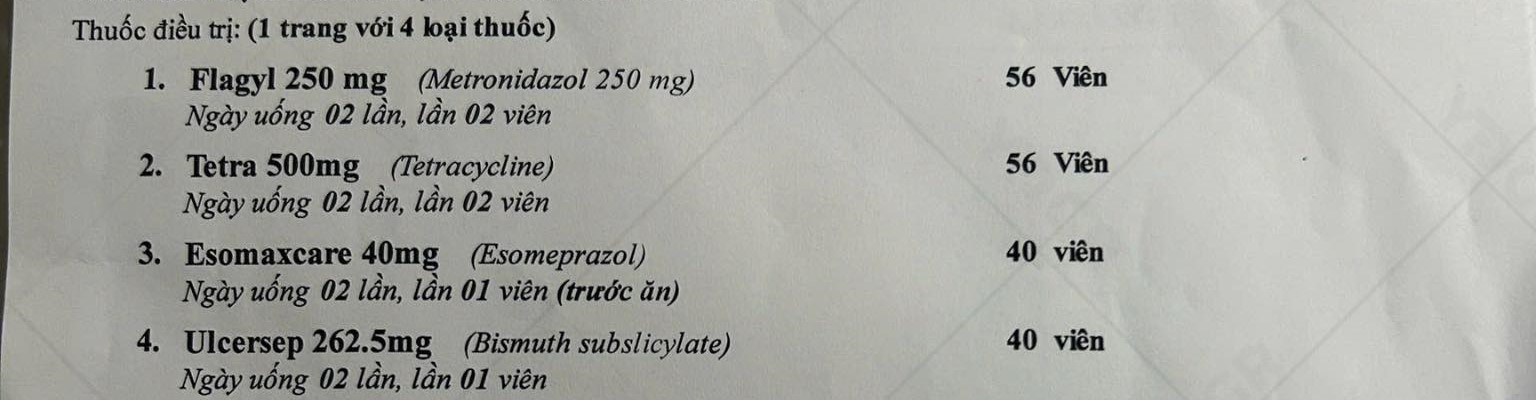 Thuốc điều trị: (1 trang với 4 loại thuốc)
1. Flagyl 250 mg (Metronidazol 250 mg) 56 Viên
Ngày uống 02 lần, lần 02 viên
2. Tetra 500mg (Tetracycline) 56 Viên
Ngày uống 02 lần, lần 02 viên
3. Esomaxcare 40mg (Esomeprazol) 40 viên
Ngày uống 02 lần, lần 01 viên (trước ăn)
4. Ulcersep 262.5mg (Bismuth subslicylate) 40 viên
Ngày uống 02 lần, lần 01 viên